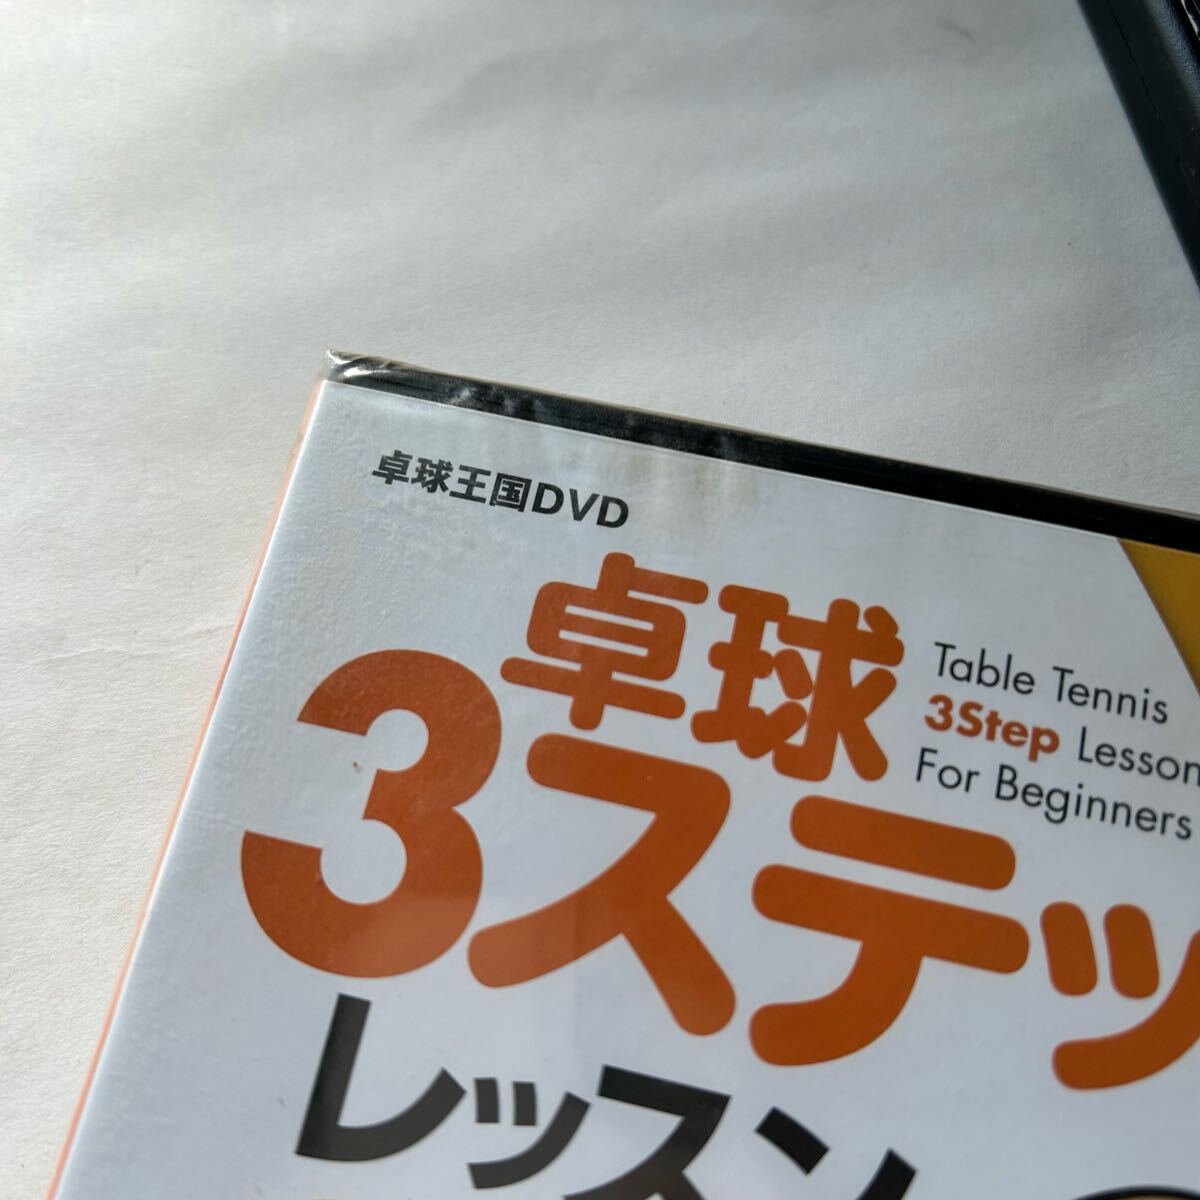 卓球王国DVD
卓球
Table Tennis
3Step Lesson
For Beginners
3ステッ
レッスン